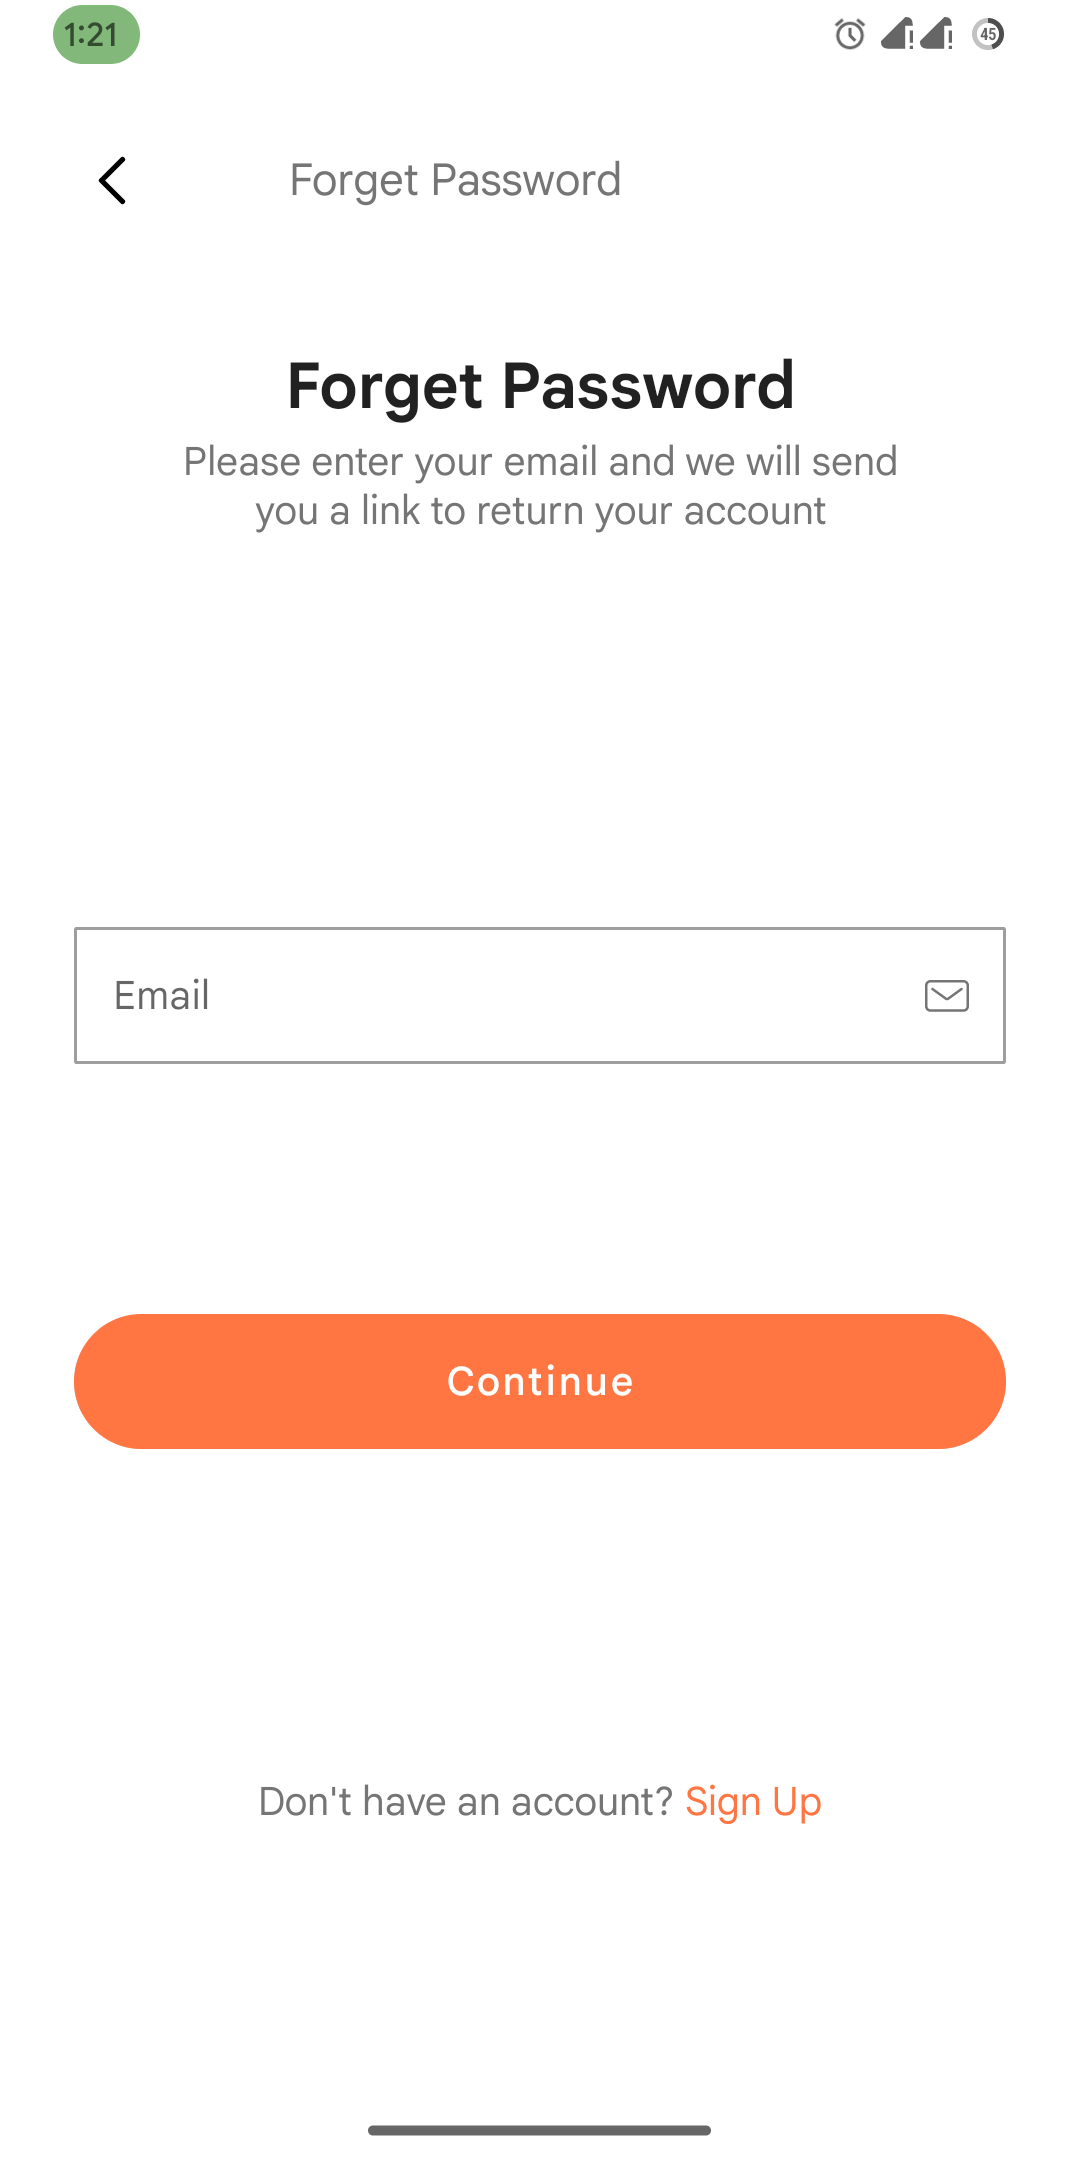 1:21
45
Forget Password
Forget Password
Please enter your email and we will send
you a link to return your account
Email
Continue
Don't have an account? Sign Up